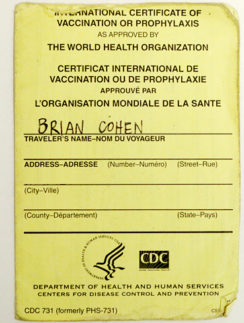 INTERNATIONAL CERTIFICATE OF
VACCINATION OR PROPHYLAXIS
AS APPROVED BY
THE WORLD HEALTH ORGANIZATION
CERTIFICAT INTERNATIONAL DE
VACCINATION OU DE PROPHYLAXIE
APPROUVÉ PAR
L'ORGANISATION MONDIALE DE LA SANTE
BRIAN COHEN
TRAVELER'S NAME–NOM DU VOYAGEUR
ADDRESS–ADRESSE (Number–Numéro) (Street–Rue)
(City–Ville)
(County–Département) (State–Pays)
CDC
DEPARTMENT OF HEALTH AND HUMAN SERVICES
CENTERS FOR DISEASE CONTROL AND PREVENTION
CDC 731 (formerly PHS-731)